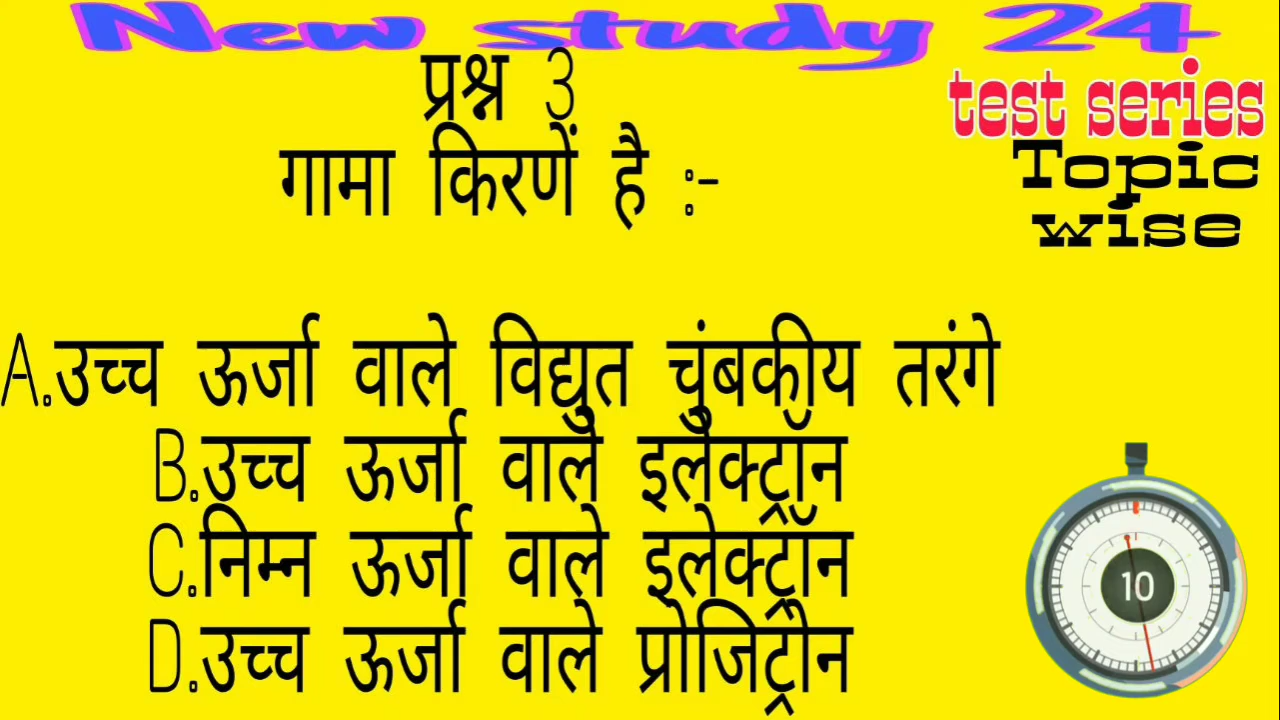 New study 24
test series
Topic
wise
प्रश्न 3
गामा किरणें है :-
A.उच्च ऊर्जा वाले विद्युत चुंबकीय तरंगे
B.उच्च ऊर्जा वाले इलेक्ट्रॉन
C.निम्न ऊर्जा वाले इलेक्ट्रॉन
D.उच्च ऊर्जा वाले प्रोजिट्रोन
10